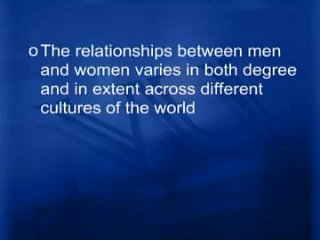 o The relationships between men
and women varies in both degree
and in extent across different
cultures of the world